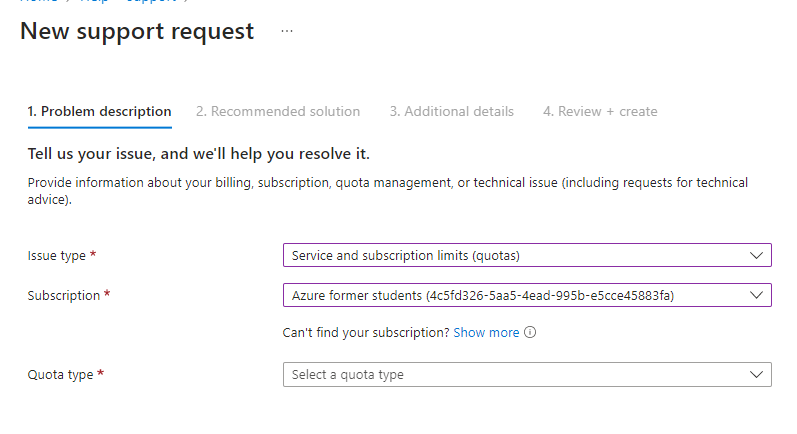 New support request ...
1. Problem description 2. Recommended solution 3. Additional details 4. Review + create
Tell us your issue, and we'll help you resolve it.
Provide information about your billing, subscription, quota management, or technical issue (including requests for technical
advice).
Issue type * Service and subscription limits (quotas)
Subscription * Azure former students (4c5fd326-5aa5-4ead-995b-e5cce45883fa)
Can't find your subscription? Show more
Quota type * Select a quota type